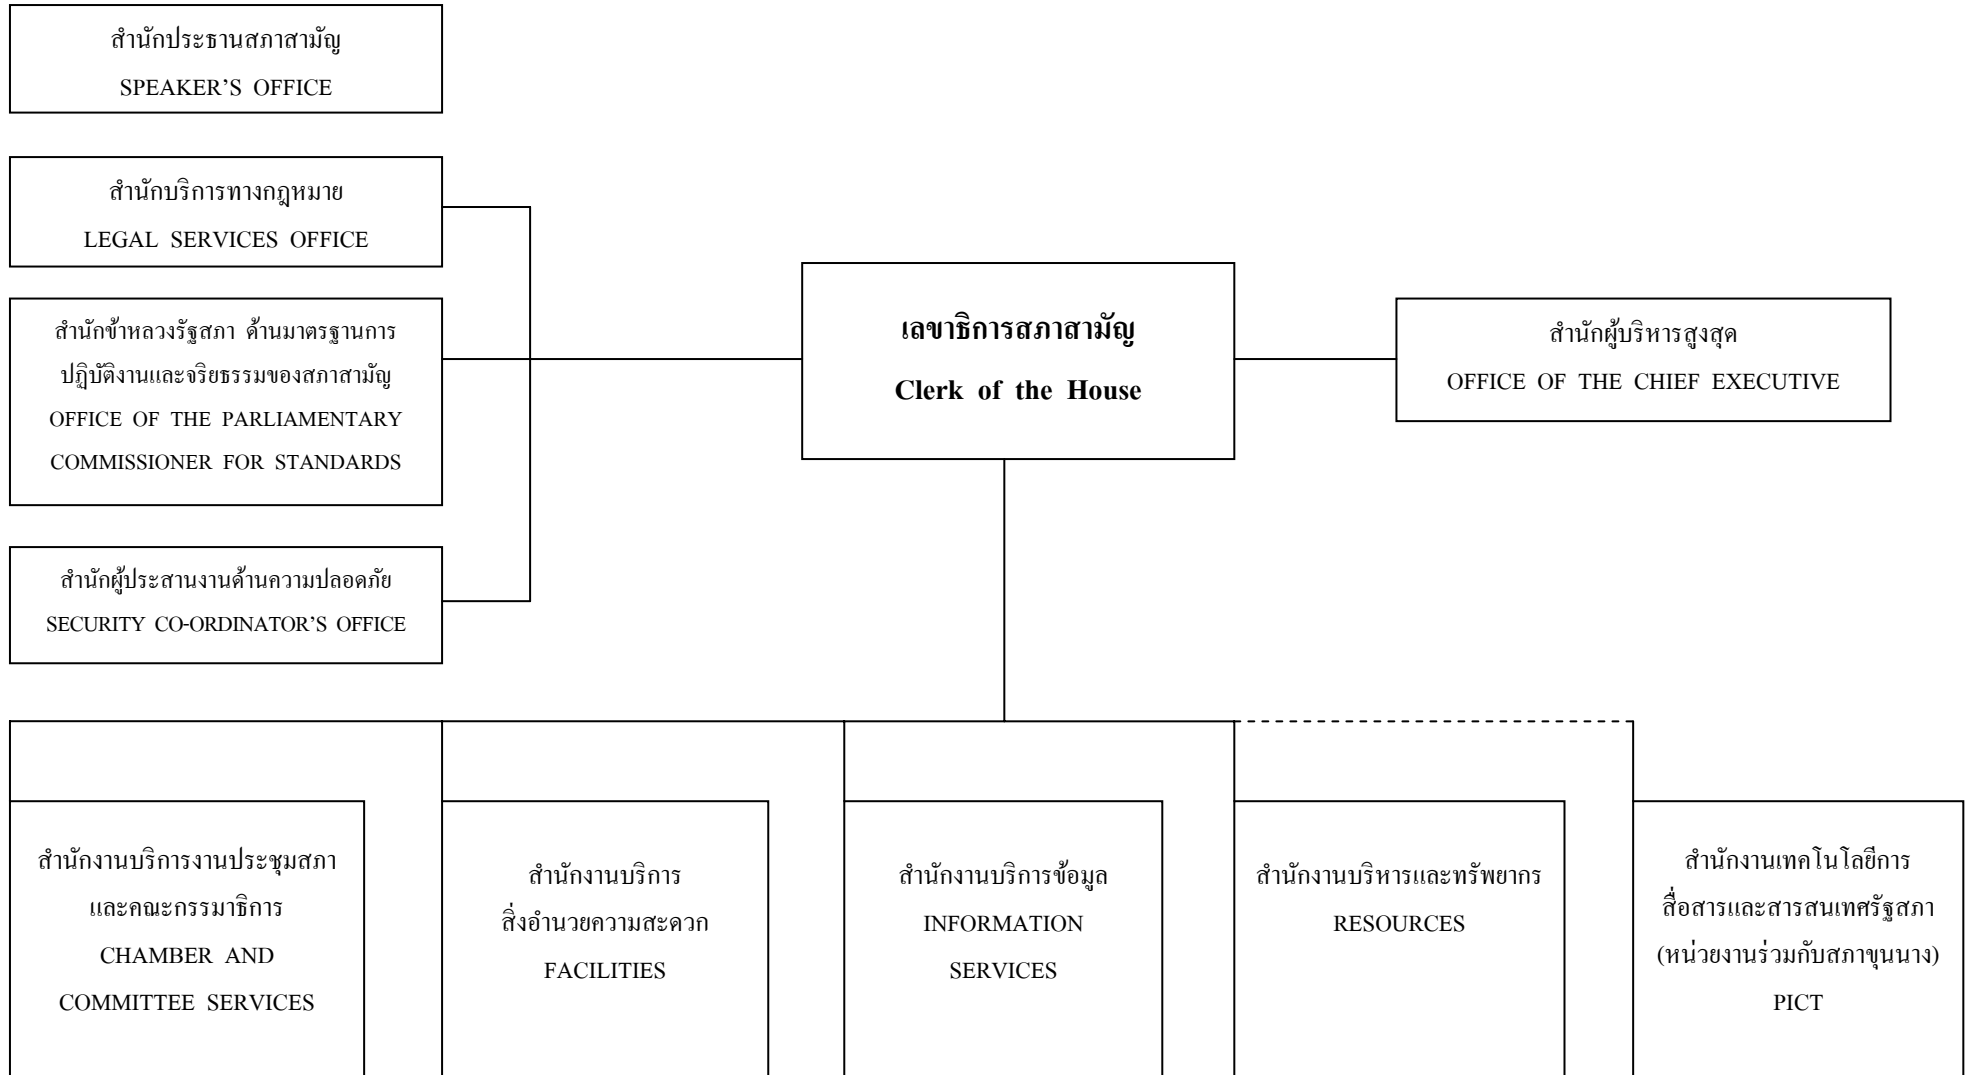 สำนักประธานสภาสามัญ
SPEAKER’S OFFICE
สำนักบริการทางกฎหมาย
LEGAL SERVICES OFFICE
สำนักข้าหลวงรัฐสภา ด้านมาตรฐานการ
ปฏิบัติงานและจริยธรรมของสภาสามัญ
OFFICE OF THE PARLIAMENTARY
COMMISSIONER FOR STANDARDS
สำนักผู้ประสานงานด้านความปลอดภัย
SECURITY CO-ORDINATOR’S OFFICE
เลขาธิการสภาสามัญ
Clerk of the House
สำนักผู้บริหารสูงสุด
OFFICE OF THE CHIEF EXECUTIVE
สำนักงานบริการงานประชุมสภา
และคณะกรรมาธิการ
CHAMBER AND
COMMITTEE SERVICES
สำนักงานบริการ
สิ่งอำนวยความสะดวก
FACILITIES
สำนักงานบริการข้อมูล
INFORMATION
SERVICES
สำนักงานบริหารและทรัพยากร
RESOURCES
สำนักงานเทคโนโลยีการ
สื่อสารและสารสนเทศรัฐสภา
(หน่วยงานร่วมกับสภาขุนนาง)
PICT